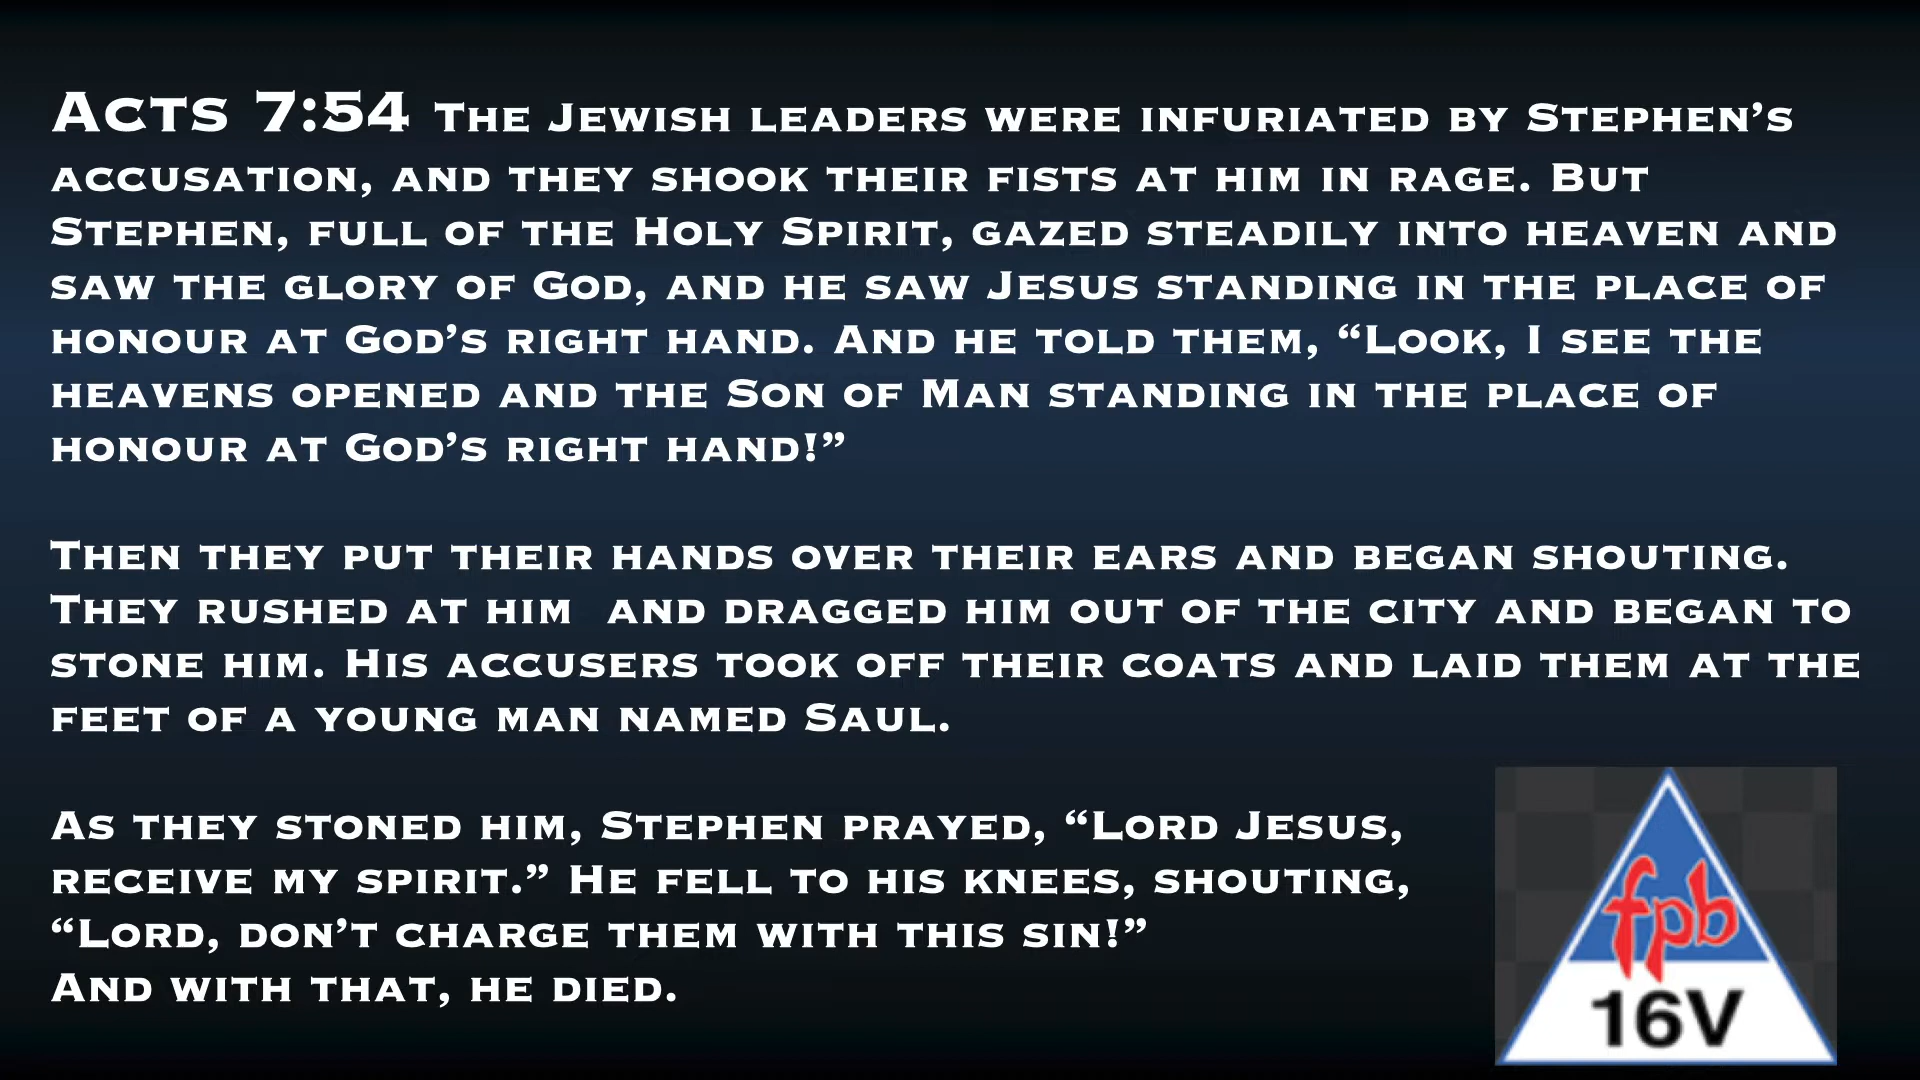 Acts 7:54 The Jewish leaders were infuriated by Stephen’s
accusation, and they shook their fists at him in rage. But
Stephen, full of the Holy Spirit, gazed steadily into heaven and
saw the glory of God, and he saw Jesus standing in the place of
honour at God’s right hand. And he told them, “Look, I see the
heavens opened and the Son of Man standing in the place of
honour at God’s right hand!”
Then they put their hands over their ears and began shouting.
They rushed at him  and dragged him out of the city and began to
stone him. His accusers took off their coats and laid them at the
feet of a young man named Saul.
As they stoned him, Stephen prayed, “Lord Jesus,
receive my spirit.” He fell to his knees, shouting,
“Lord, don’t charge them with this sin!”
And with that, he died.
fpb
16V